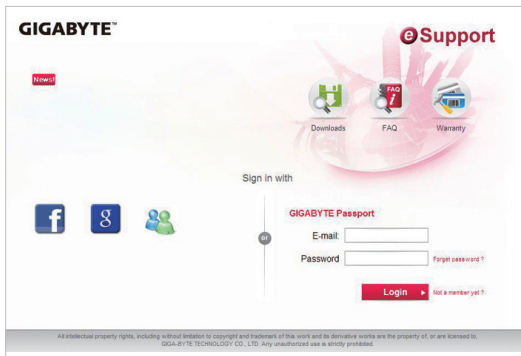 GIGABYTE™
eSupport
News!
FAQ
Downloads
FAQ
Warranty
Sign in with
f
g
or
GIGABYTE Passport
E-mail:
Password
Forget password ?
Login
Not a member yet ?
All intellectual property rights, including without limitation to copyright and trademark of this work and its derivative works are the property of, or are licensed to,
GIGA-BYTE TECHNOLOGY CO., LTD. Any unauthorized use is strictly prohibited.